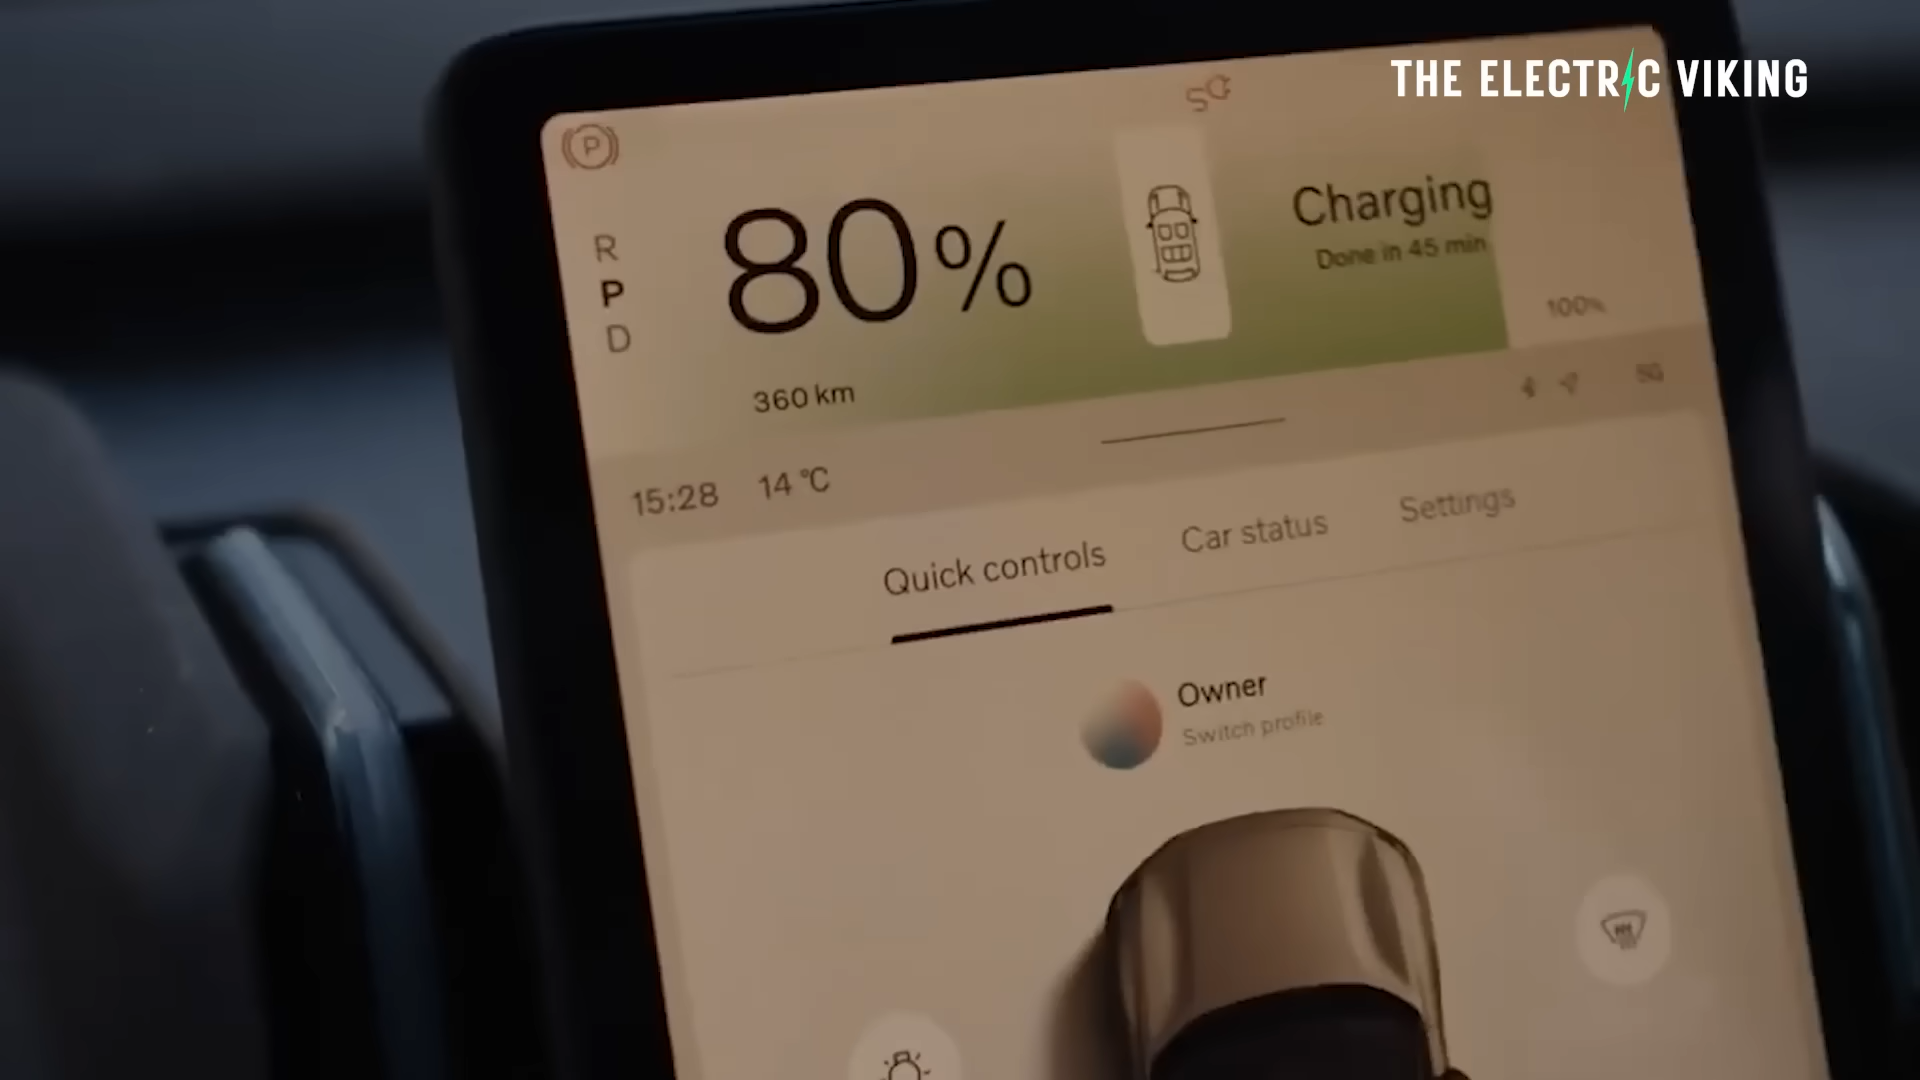 THE ELECTRIC VIKING
P
R
P
D
80%
360 km
Charging
Done in 45 min
100%
15:28 14 °C
5G
Quick controls
Car status
Settings
Owner
Switch profile